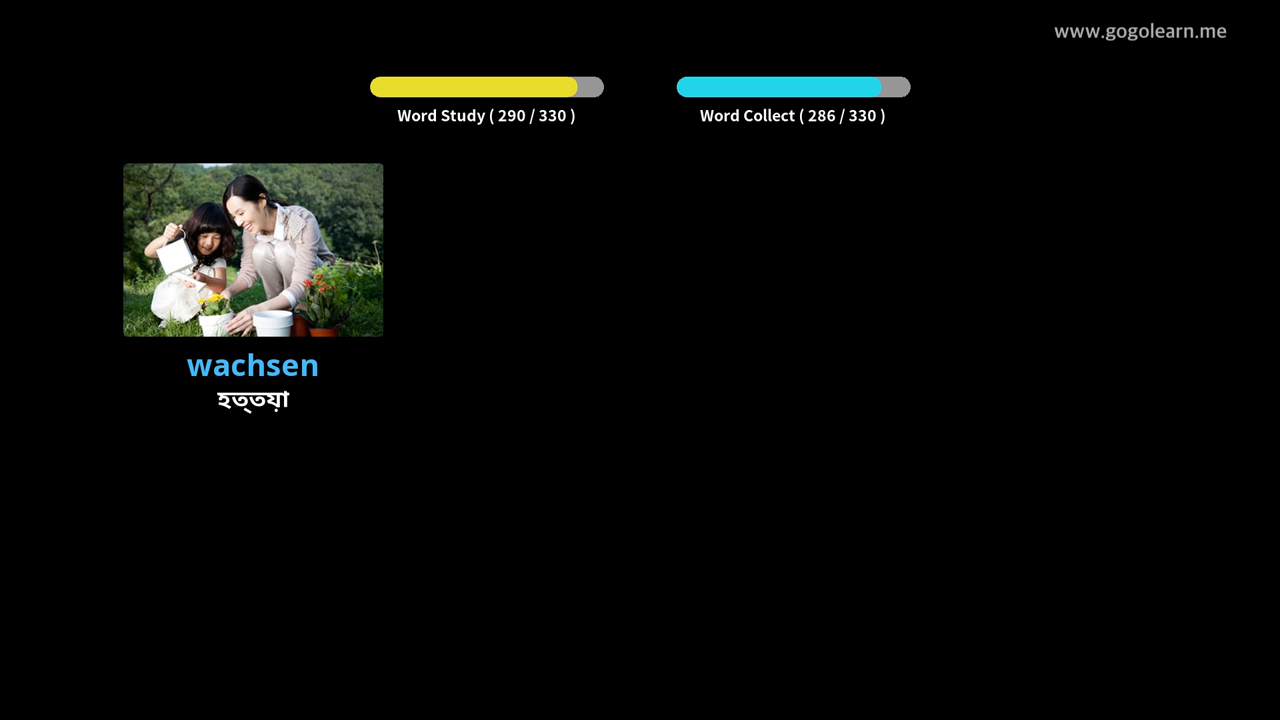 www.gogolearn.me
Word Study ( 290 / 330 )
Word Collect ( 286 / 330 )
wachsen
হত্তয়া